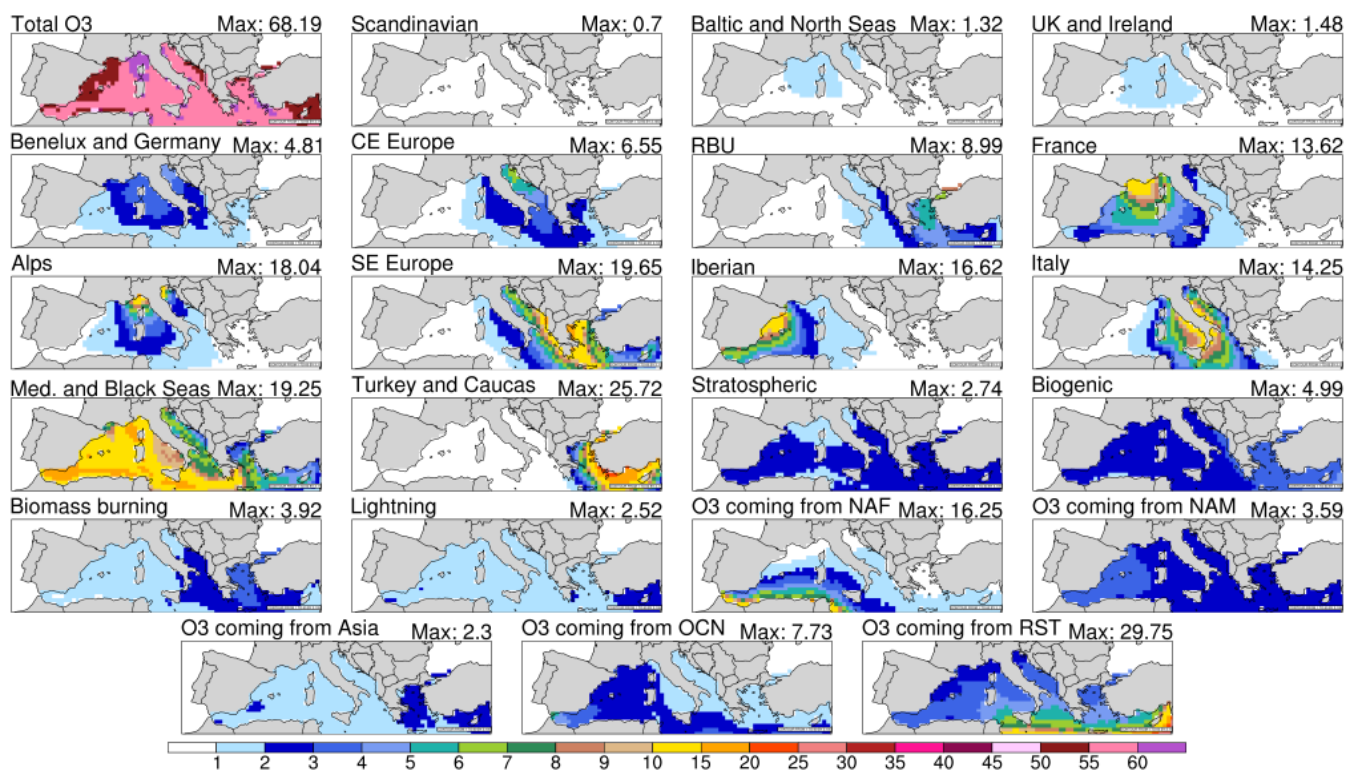 Total O3 Max: 68.19 Scandinavian Max: 0.7 Baltic and North Seas Max: 1.32 UK and Ireland Max: 1.48
Benelux and Germany Max: 4.81 CE Europe Max: 6.55 RBU Max: 8.99 France Max: 13.62
Alps Max: 18.04 SE Europe Max: 19.65 Iberian Max: 16.62 Italy Max: 14.25
Med. and Black Seas Max: 19.25 Turkey and Caucas Max: 25.72 Stratospheric Max: 2.74 Biogenic Max: 4.99
Biomass burning Max: 3.92 Lightning Max: 2.52 O3 coming from NAF Max: 16.25 O3 coming from NAM Max: 3.59
O3 coming from Asia Max: 2.3 O3 coming from OCN Max: 7.73 O3 coming from RST Max: 29.75
1 2 3 4 5 6 7 8 9 10 15 20 25 30 35 40 45 50 55 60